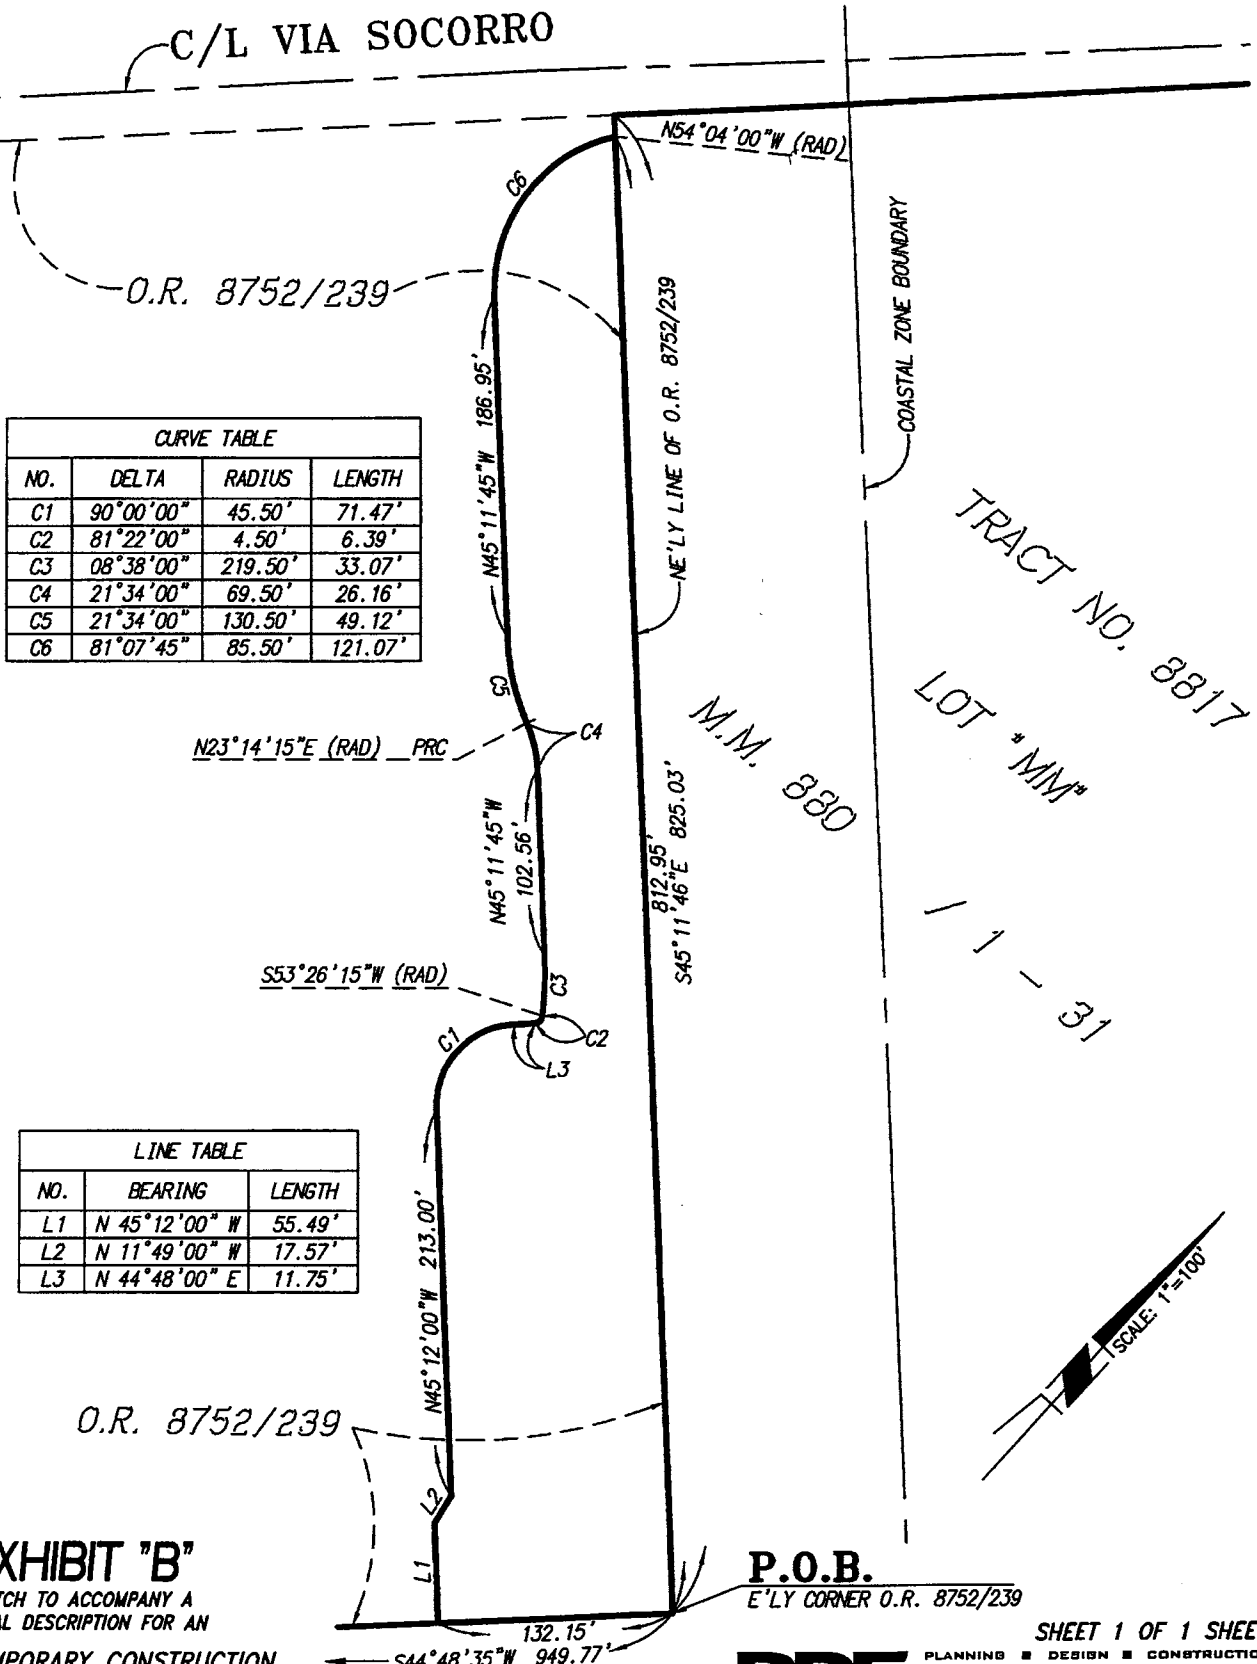 C/L VIA SOCORRO
N54°04'00"W (RAD)
C6
O.R. 8752/239
COASTAL ZONE BOUNDARY
NE'LY LINE OF O.R. 8752/239
N45°11'45"W 186.95'
CURVE TABLE
NO. DELTA RADIUS LENGTH
C1 90°00'00" 45.50' 71.47'
C2 81°22'00" 4.50' 6.39'
C3 08°38'00" 219.50' 33.07'
C4 21°34'00" 69.50' 26.16'
C5 21°34'00" 130.50' 49.12'
C6 81°07'45" 85.50' 121.07'
TRACT NO. 8817
LOT "MM"
M.M. 880
/ 1 - 31
C5
C4
N23°14'15"E (RAD) PRC
N45°11'45"W
102.56'
812.95'
S45°11'46"E 825.03'
S53°26'15"W (RAD)
C3
C1
C2
L3
LINE TABLE
NO. BEARING LENGTH
L1 N 45°12'00" W 55.49'
L2 N 11°49'00" W 17.57'
L3 N 44°48'00" E 11.75'
N45°12'00"W 213.00'
SCALE: 1"=100'
O.R. 8752/239
L2
L1
XHIBIT "B"
TCH TO ACCOMPANY A
AL DESCRIPTION FOR AN
MPORARY CONSTRUCTION
P.O.B.
E'LY CORNER O.R. 8752/239
132.15'
S44°48'35"W 949.77'
SHEET 1 OF 1 SHEE
PLANNING ■ DESIGN ■ CONSTRUCTI